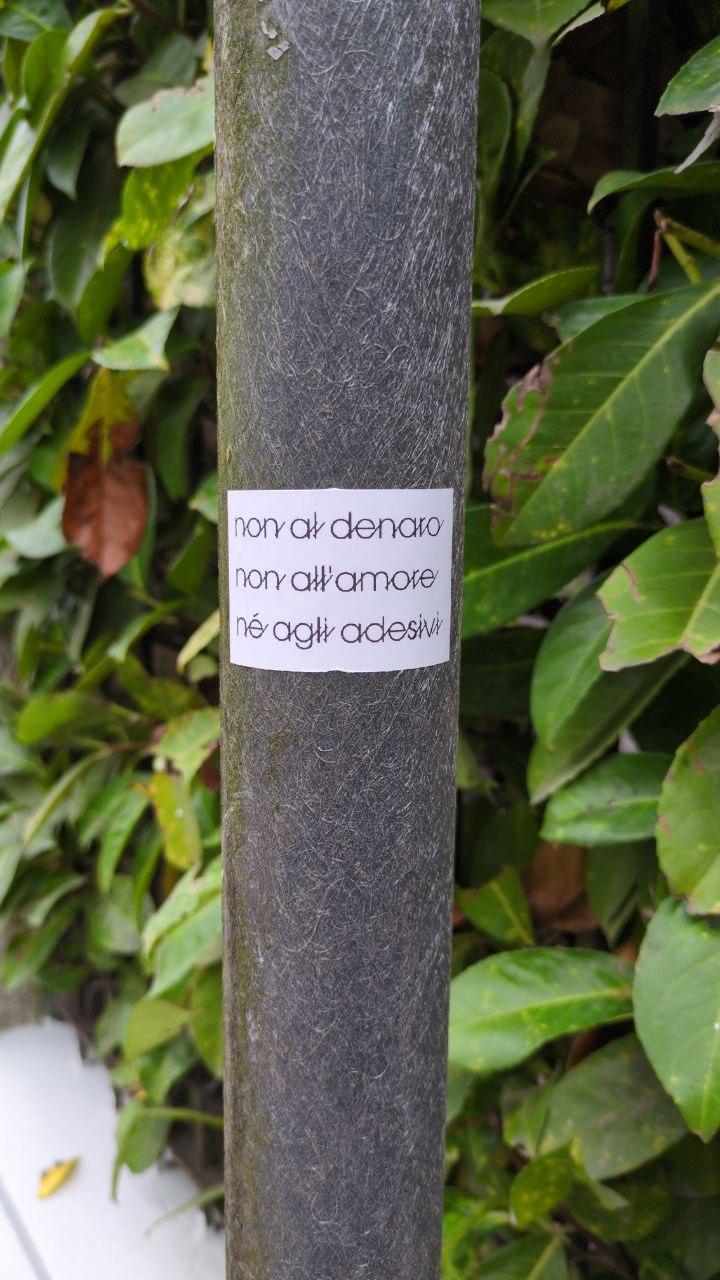 non al denaro
non all'amore
né agli adesivi